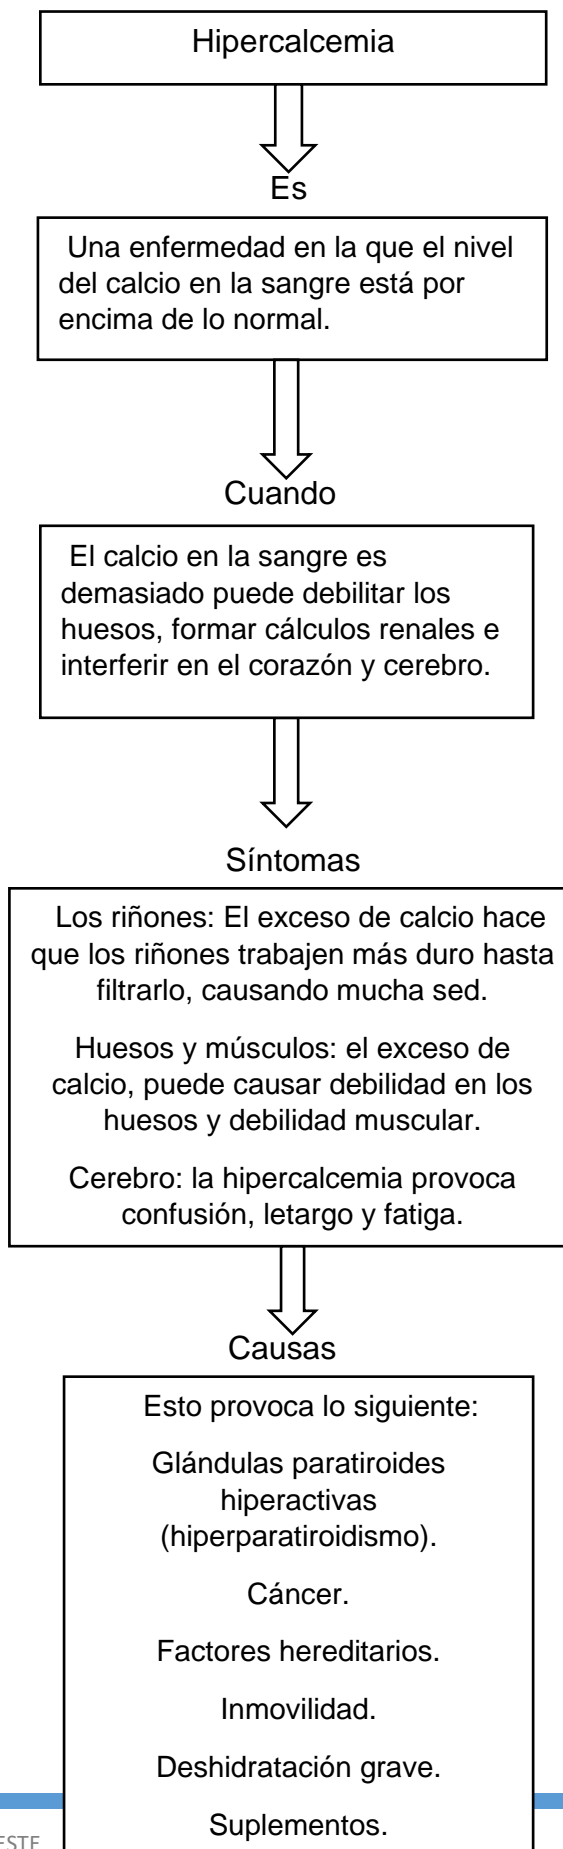 Hipercalcemia
Es
Una enfermedad en la que el nivel
del calcio en la sangre está por
encima de lo normal.
Cuando
El calcio en la sangre es
demasiado puede debilitar los
huesos, formar cálculos renales e
interferir en el corazón y cerebro.
Síntomas
Los riñones: El exceso de calcio hace
que los riñones trabajen más duro hasta
filtrarlo, causando mucha sed.
Huesos y músculos: el exceso de
calcio, puede causar debilidad en los
huesos y debilidad muscular.
Cerebro: la hipercalcemia provoca
confusión, letargo y fatiga.
Causas
Esto provoca lo siguiente:
Glándulas paratiroides
hiperactivas
(hiperparatiroidismo).
Cáncer.
Factores hereditarios.
Inmovilidad.
Deshidratación grave.
Suplementos.
ESTE